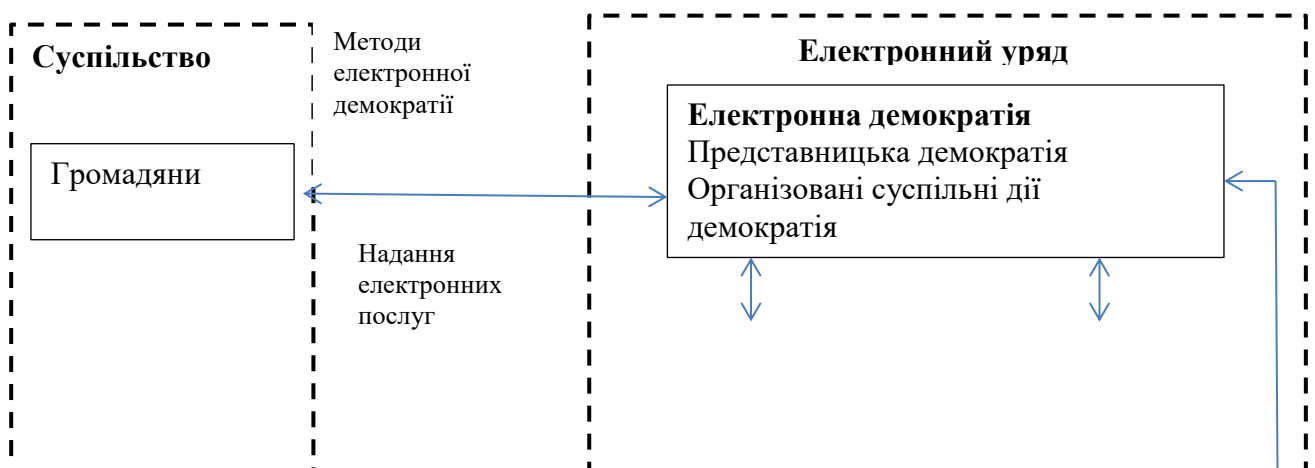 Суспільство
Громадяни
Методи
електронної
демократії
Надання
електронних
послуг
Електронний уряд
Електронна демократія
Представницька демократія
Організовані суспільні дії
демократія